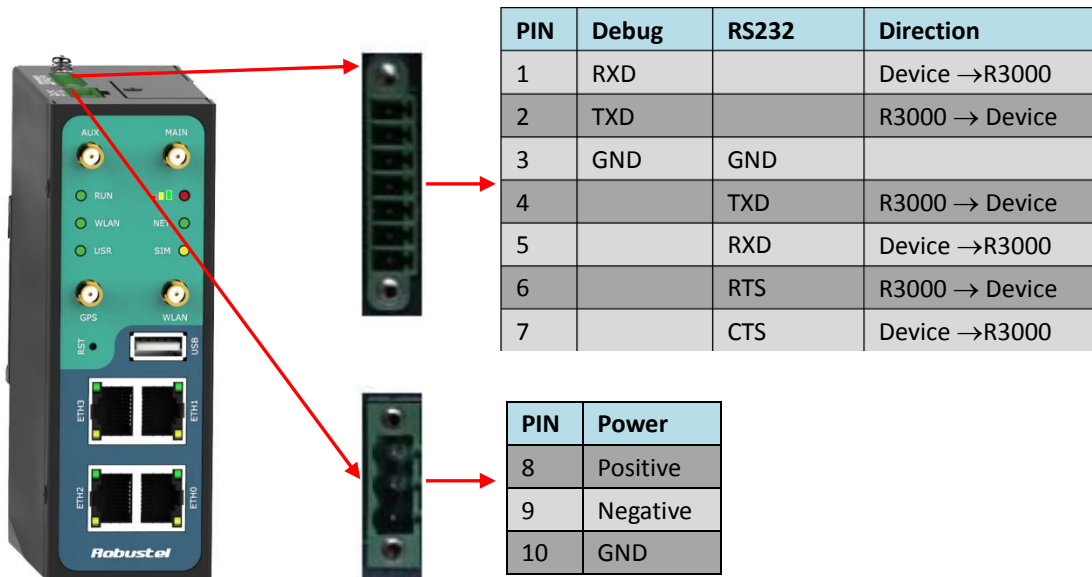 PIN Debug RS232 Direction
1 RXD Device →R3000
2 TXD R3000 → Device
3 GND GND
4 TXD R3000 → Device
5 RXD Device →R3000
6 RTS R3000 → Device
7 CTS Device →R3000
AUX MAIN
RUN
WLAN NET
USR SIM
GPS WLAN
RST USB
ETH3 ETH1
ETH2 ETH0
Robustel
PIN Power
8 Positive
9 Negative
10 GND